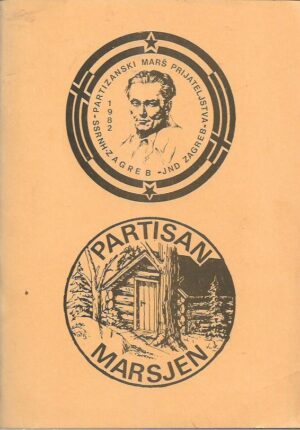 PARTIZANSKI MARŠ PRIJATELJSTVA-
SSRNH-ZAGREB-JND ZAGREB-
1982
PARTISAN
MARSJEN